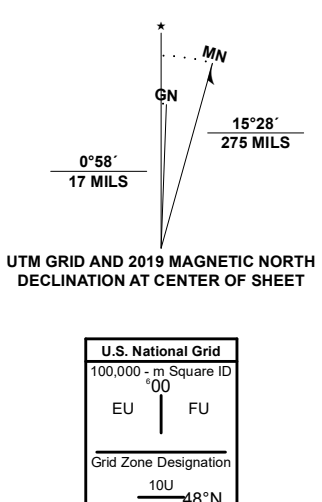 ★
MN
GN
15°28´
275 MILS
0°58´
17 MILS
UTM GRID AND 2019 MAGNETIC NORTH
DECLINATION AT CENTER OF SHEET
U.S. National Grid
100,000 - m Square ID
⁶00
EU FU
Grid Zone Designation
10U
48°N